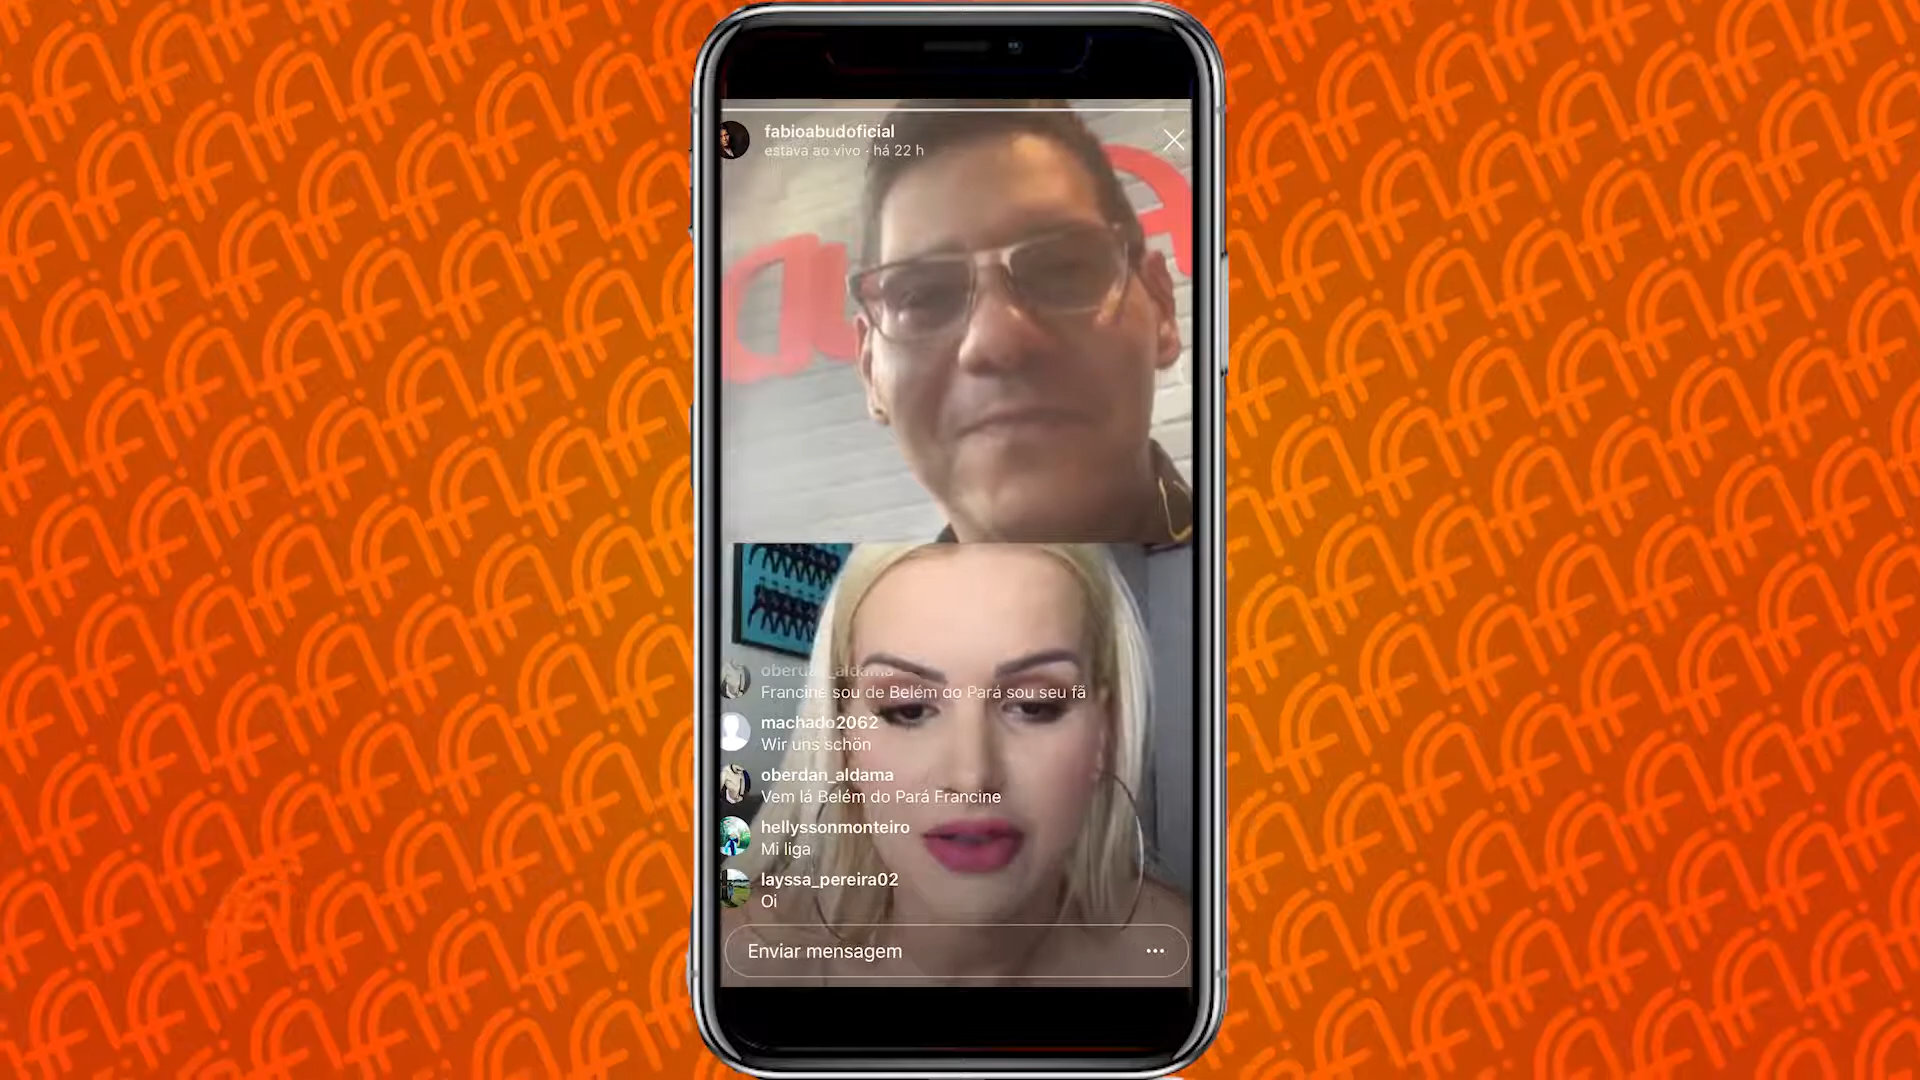 fabioabudoficial
estava ao vivo · há 22 h
oberdan_aldama
Francine sou de Belém do Pará sou seu fã
machado2062
Wir uns schön
oberdan_aldama
Vem lá Belém do Pará Francine
hellyssonmonteiro
Mi liga
layssa_pereira02
Oi
Enviar mensagem